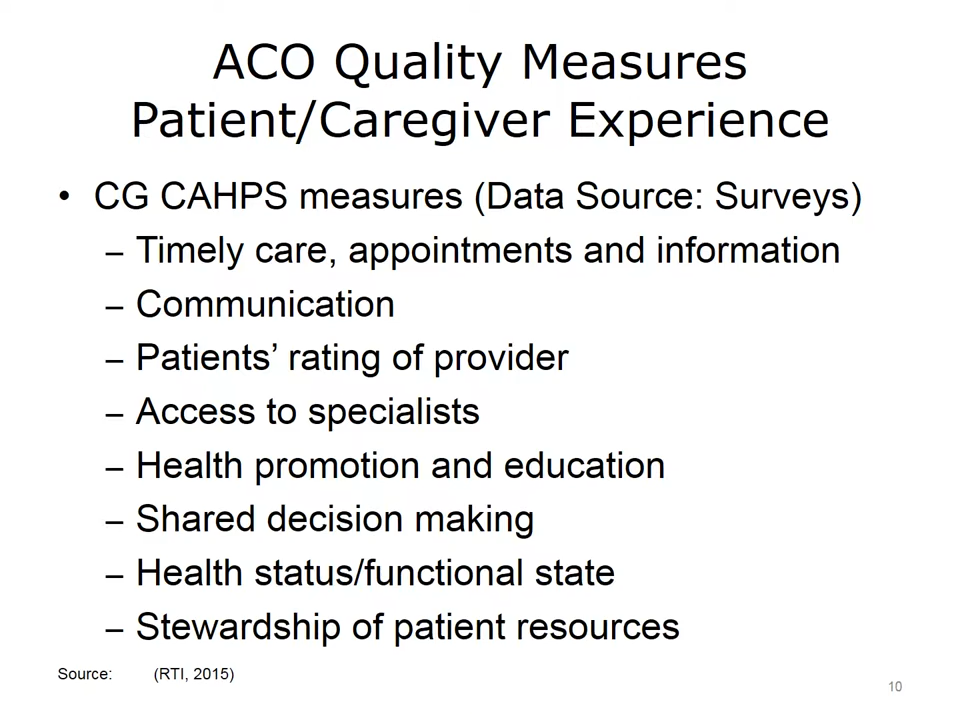 ACO Quality Measures
Patient/Caregiver Experience
• CG CAHPS measures (Data Source: Surveys)
– Timely care, appointments and information
– Communication
– Patients’ rating of provider
– Access to specialists
– Health promotion and education
– Shared decision making
– Health status/functional state
– Stewardship of patient resources
Source: (RTI, 2015)
10